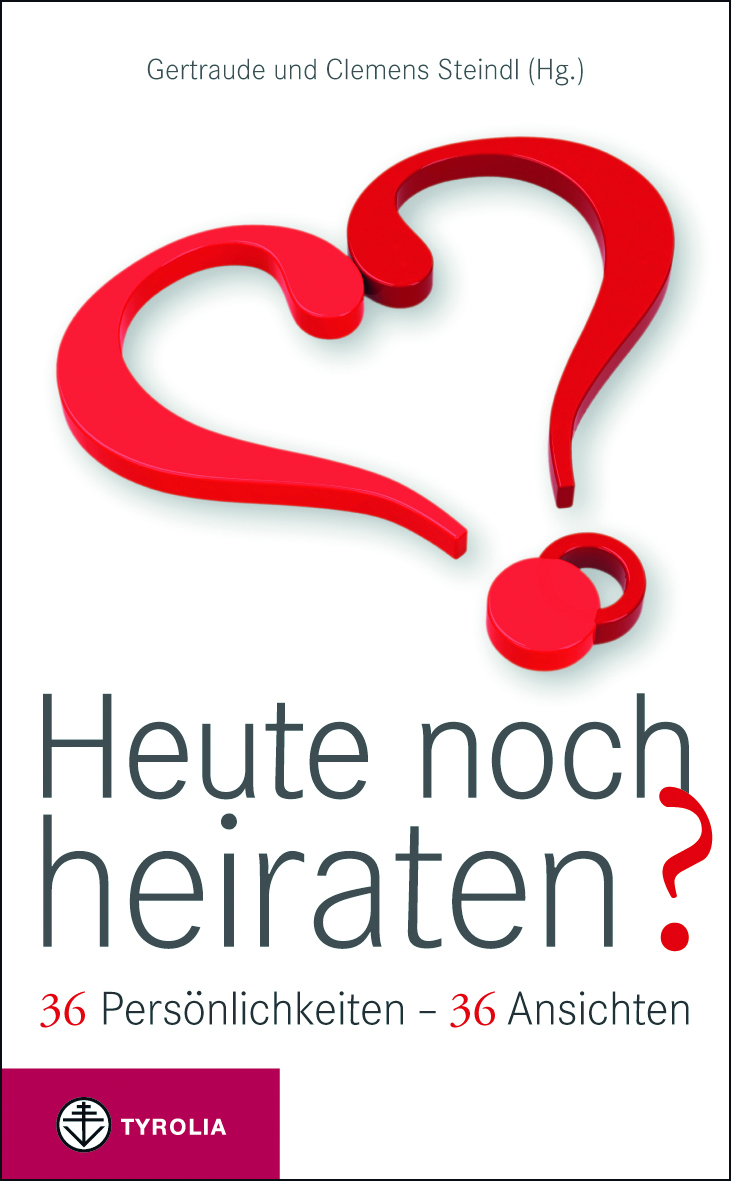 Gertraude und Clemens Steindl (Hg.)
Heute noch
heiraten?
36 Persönlichkeiten – 36 Ansichten
TYROLIA